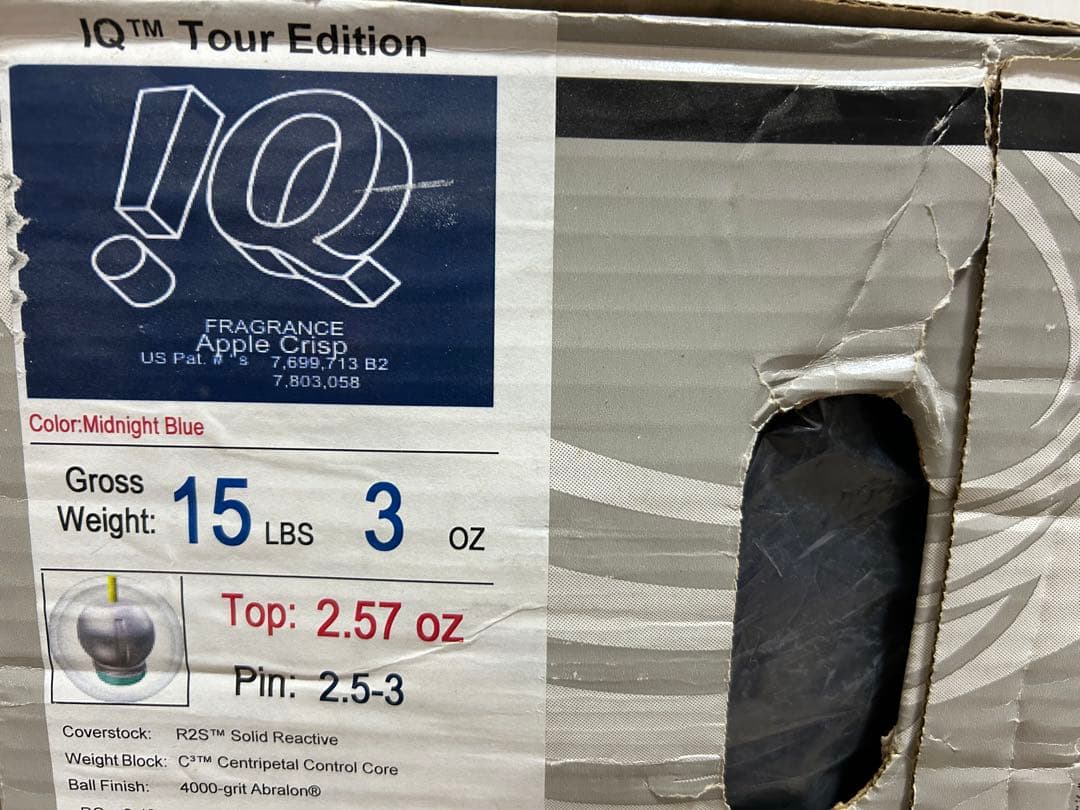 IQ™ Tour Edition
!Q
FRAGRANCE
Apple Crisp
US Pat. #'s 7,699,713 B2
7,803,058
Color:Midnight Blue
Gross Weight: 15 LBS 3 oz
Top: 2.57 oz
Pin: 2.5-3
Coverstock: R2S™ Solid Reactive
Weight Block: C³™ Centripetal Control Core
Ball Finish: 4000-grit Abralon®